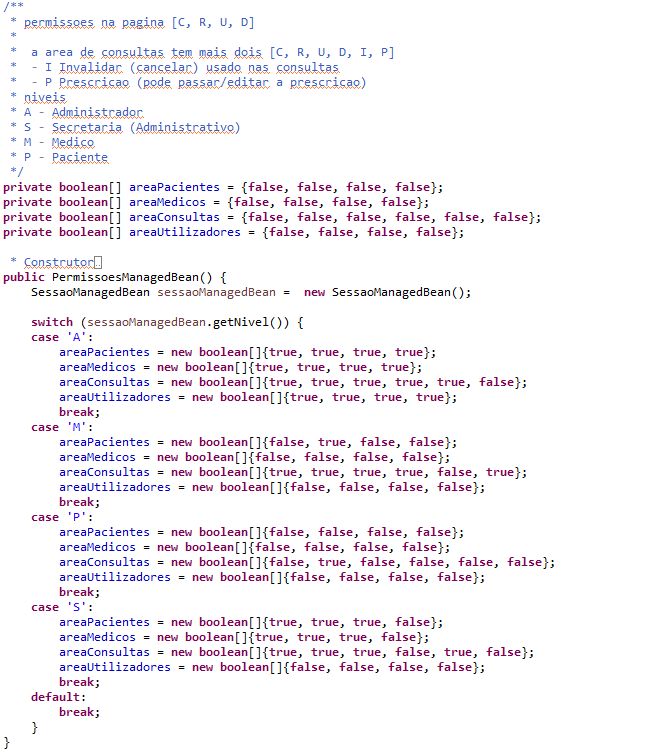 /**
 * permissoes na pagina [C, R, U, D]
 *
 *  a area de consultas tem mais dois [C, R, U, D, I, P]
 *  - I Invalidar (cancelar) usado nas consultas
 *  - P Prescricao (pode passar/editar a prescricao)
 * niveis
 * A - Administrador
 * S - Secretaria (Administrativo)
 * M - Medico
 * P - Paciente
 */
private boolean[] areaPacientes = {false, false, false, false};
private boolean[] areaMedicos = {false, false, false, false};
private boolean[] areaConsultas = {false, false, false, false, false, false};
private boolean[] areaUtilizadores = {false, false, false, false};

 * Construtor..
public PermissoesManagedBean() {
    SessaoManagedBean sessaoManagedBean =  new SessaoManagedBean();

    switch (sessaoManagedBean.getNivel()) {
    case 'A':
        areaPacientes = new boolean[]{true, true, true, true};
        areaMedicos = new boolean[]{true, true, true, true};
        areaConsultas = new boolean[]{true, true, true, true, true, false};
        areaUtilizadores = new boolean[]{true, true, true, true};
        break;
    case 'M':
        areaPacientes = new boolean[]{false, true, false, false};
        areaMedicos = new boolean[]{false, false, false, false};
        areaConsultas = new boolean[]{true, true, true, true, false, true};
        areaUtilizadores = new boolean[]{false, false, false, false};
        break;
    case 'P':
        areaPacientes = new boolean[]{false, false, false, false};
        areaMedicos = new boolean[]{false, false, false, false};
        areaConsultas = new boolean[]{false, true, false, false, false, false};
        areaUtilizadores = new boolean[]{false, false, false, false};
        break;
    case 'S':
        areaPacientes = new boolean[]{true, true, true, false};
        areaMedicos = new boolean[]{true, true, true, false};
        areaConsultas = new boolean[]{true, true, true, false, true, false};
        areaUtilizadores = new boolean[]{false, false, false, false};
        break;
    default:
        break;
    }
}